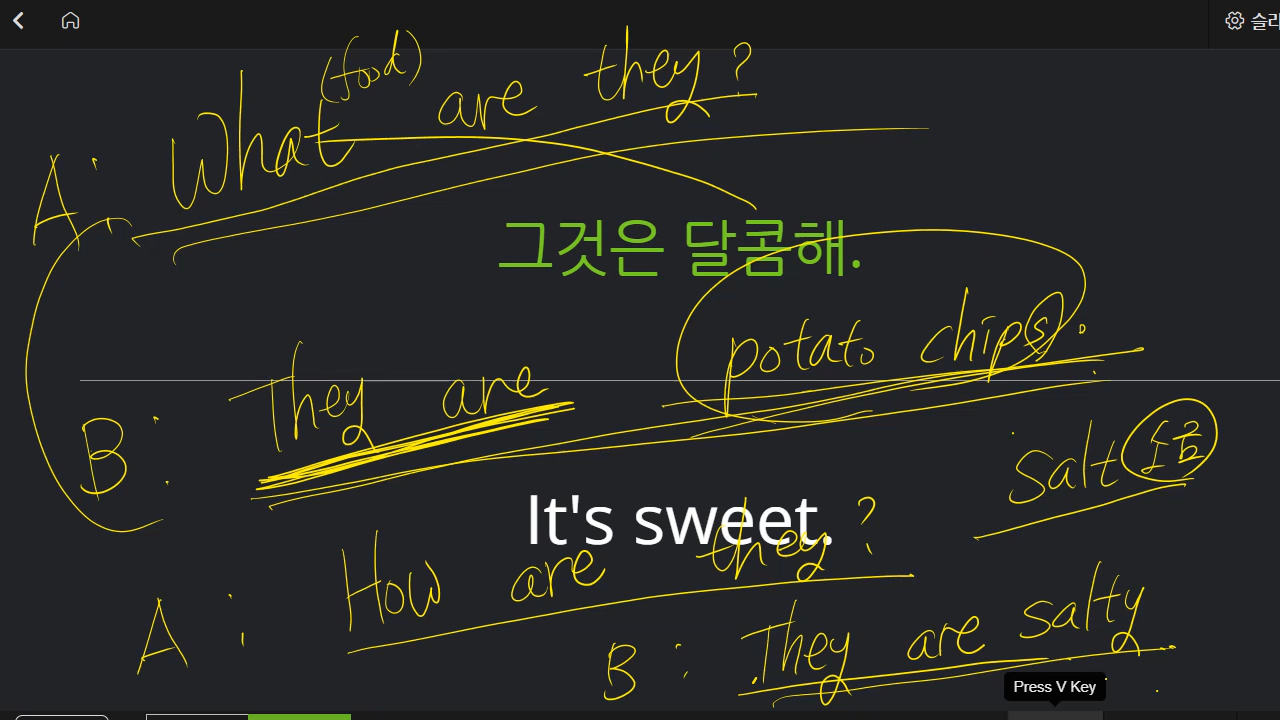 슬라
(food)
A: What are they?
그것은 달콤해.
B: They are potato chips.
salt 소금
It's sweet.
A: How are they?
B: They are salty.
Press V Key